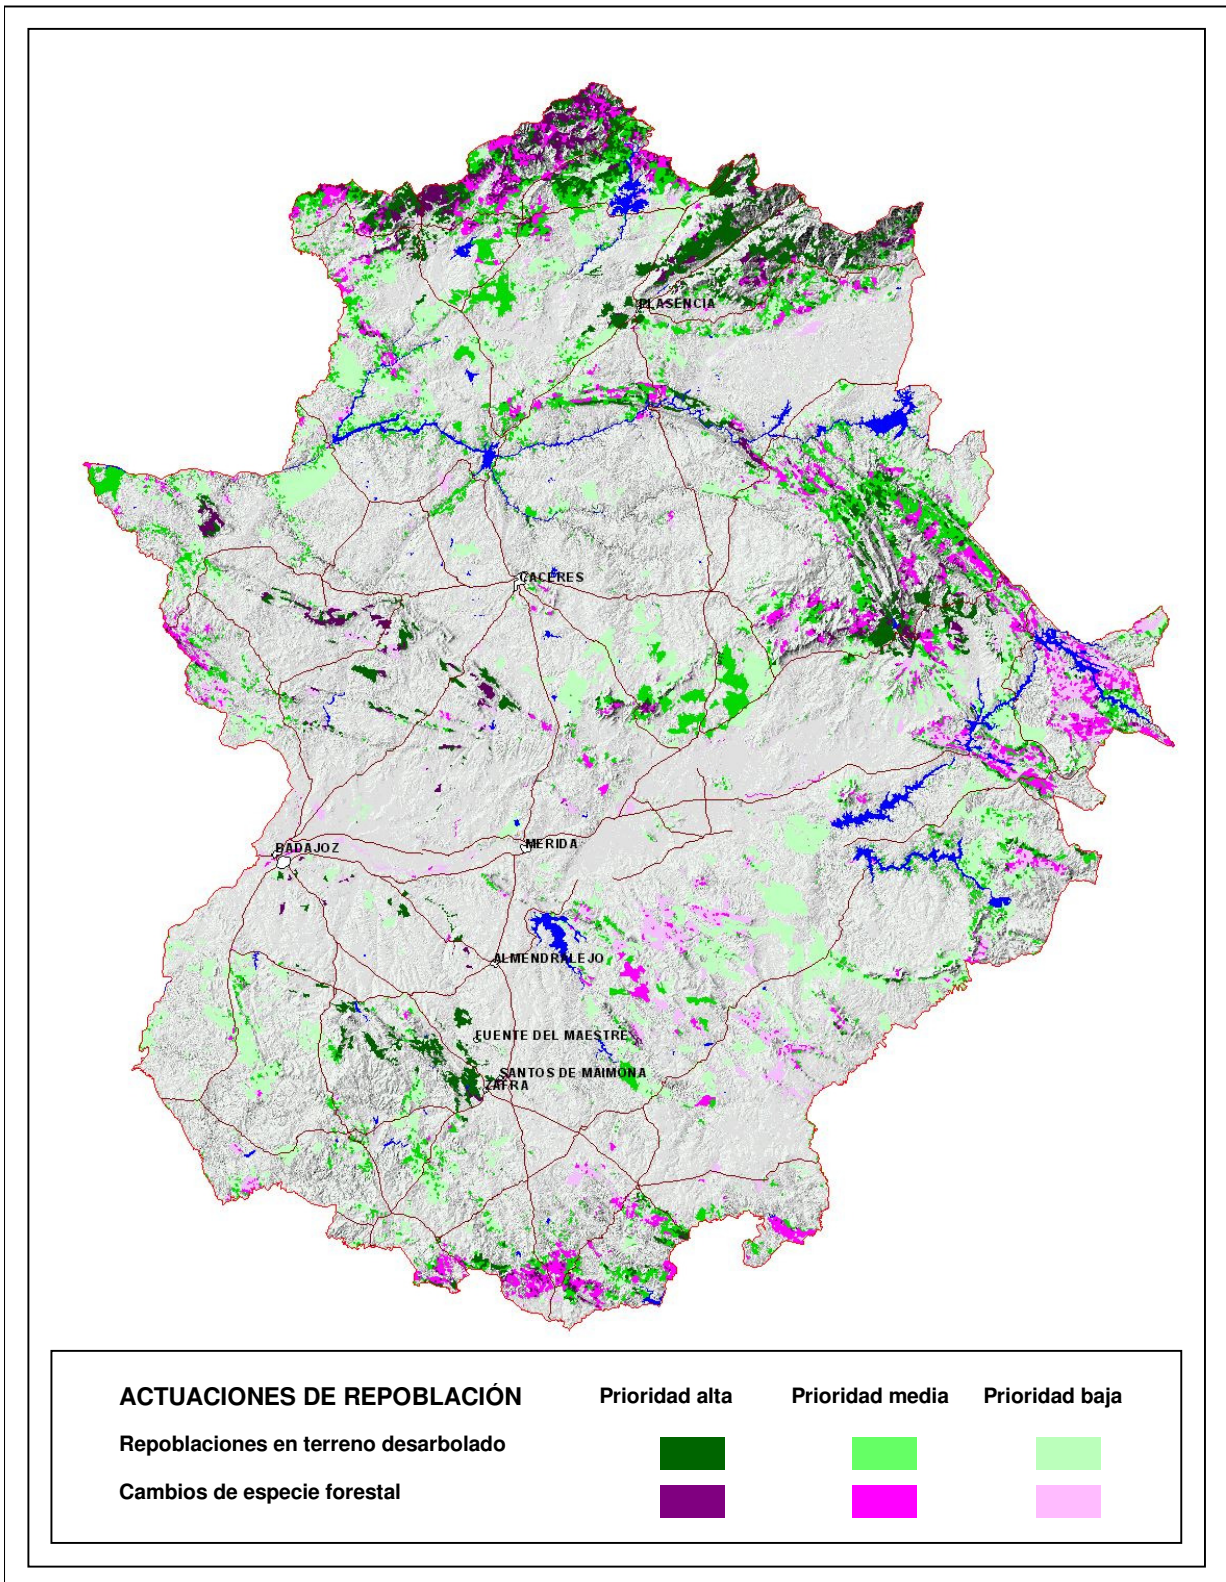 PLASENCIA
CACERES
BADAJOZ
MERIDA
ALMENDRALEJO
FUENTE DEL MAESTRE
SANTOS DE MAIMONA
ZAFRA
ACTUACIONES DE REPOBLACIÓN
Prioridad alta
Prioridad media
Prioridad baja
Repoblaciones en terreno desarbolado
Cambios de especie forestal